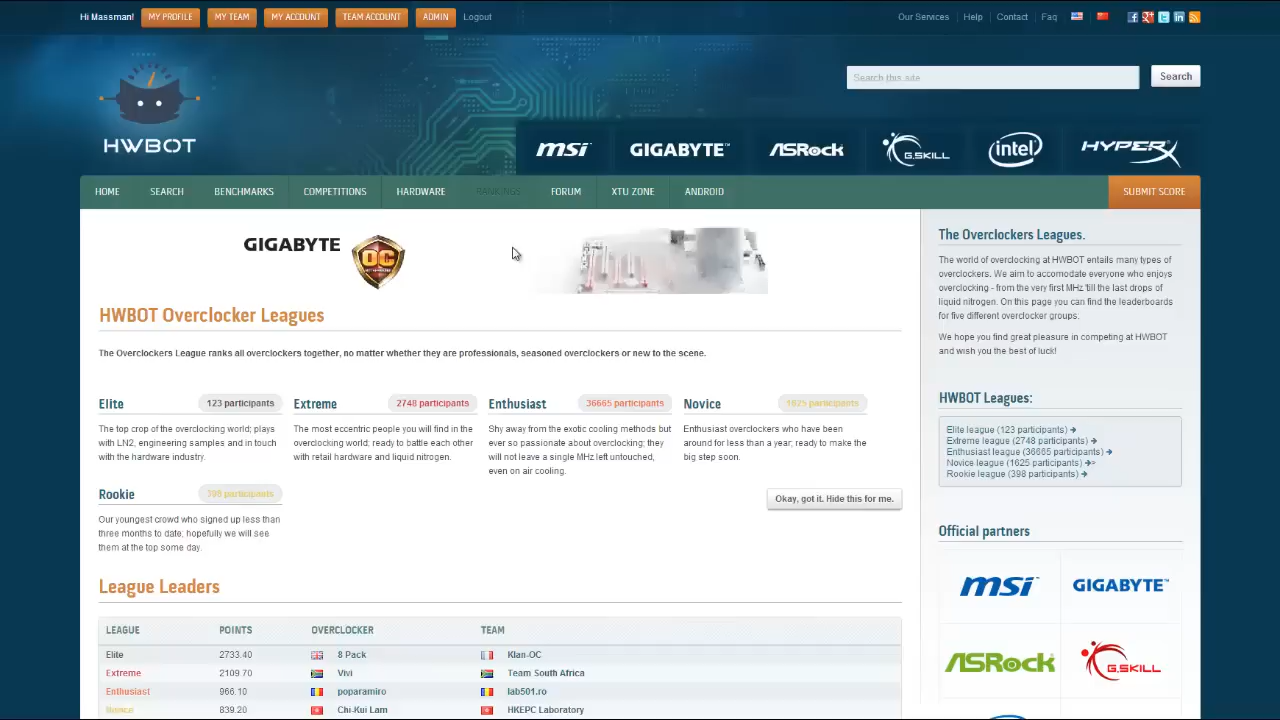 Hi Massman! MY PROFILE MY TEAM MY ACCOUNT TEAM ACCOUNT ADMIN Logout Our Services Help Contact Faq
Search this site Search
HWBOT
msi GIGABYTE ASRock G.SKILL intel HYPERX
HOME SEARCH BENCHMARKS COMPETITIONS HARDWARE RANKINGS FORUM XTU ZONE ANDROID SUBMIT SCORE
GIGABYTE OC
HWBOT Overclocker Leagues
The Overclockers League ranks all overclockers together, no matter whether they are professionals, seasoned overclockers or new to the scene.
Elite 123 participants
The top crop of the overclocking world; plays
with LN2, engineering samples and in touch
with the hardware industry.
Extreme 2748 participants
The most eccentric people you will find in the
overclocking world; ready to battle each other
with retail hardware and liquid nitrogen.
Enthusiast 36665 participants
Shy away from the exotic cooling methods but
ever so passionate about overclocking; they
will not leave a single MHz left untouched,
even on air cooling.
Novice 1625 participants
Enthusiast overclockers who have been
around for less than a year; ready to make the
big step soon.
Rookie 398 participants
Our youngest crowd who signed up less than
three months to date; hopefully we will see
them at the top some day.
Okay, got it. Hide this for me.
League Leaders
LEAGUE POINTS OVERCLOCKER TEAM
Elite 2733.40 8 Pack Klan-OC
Extreme 2109.70 Vivi Team South Africa
Enthusiast 966.10 poparamiro lab501.ro
Novice 839.20 Chi-Kui Lam HKEPC Laboratory
The Overclockers Leagues.
The world of overclocking at HWBOT entails many types of
overclockers. We aim to accomodate everyone who enjoys
overclocking - from the very first MHz 'till the last drops of
liquid nitrogen. On this page you can find the leaderboards
for five different overclocker groups.
We hope you find great pleasure in competing at HWBOT
and wish you the best of luck!
HWBOT Leagues:
Elite league (123 participants)
Extreme league (2748 participants)
Enthusiast league (36665 participants)
Novice league (1625 participants) >
Rookie league (398 participants)
Official partners
msi GIGABYTE
ASRock G.SKILL